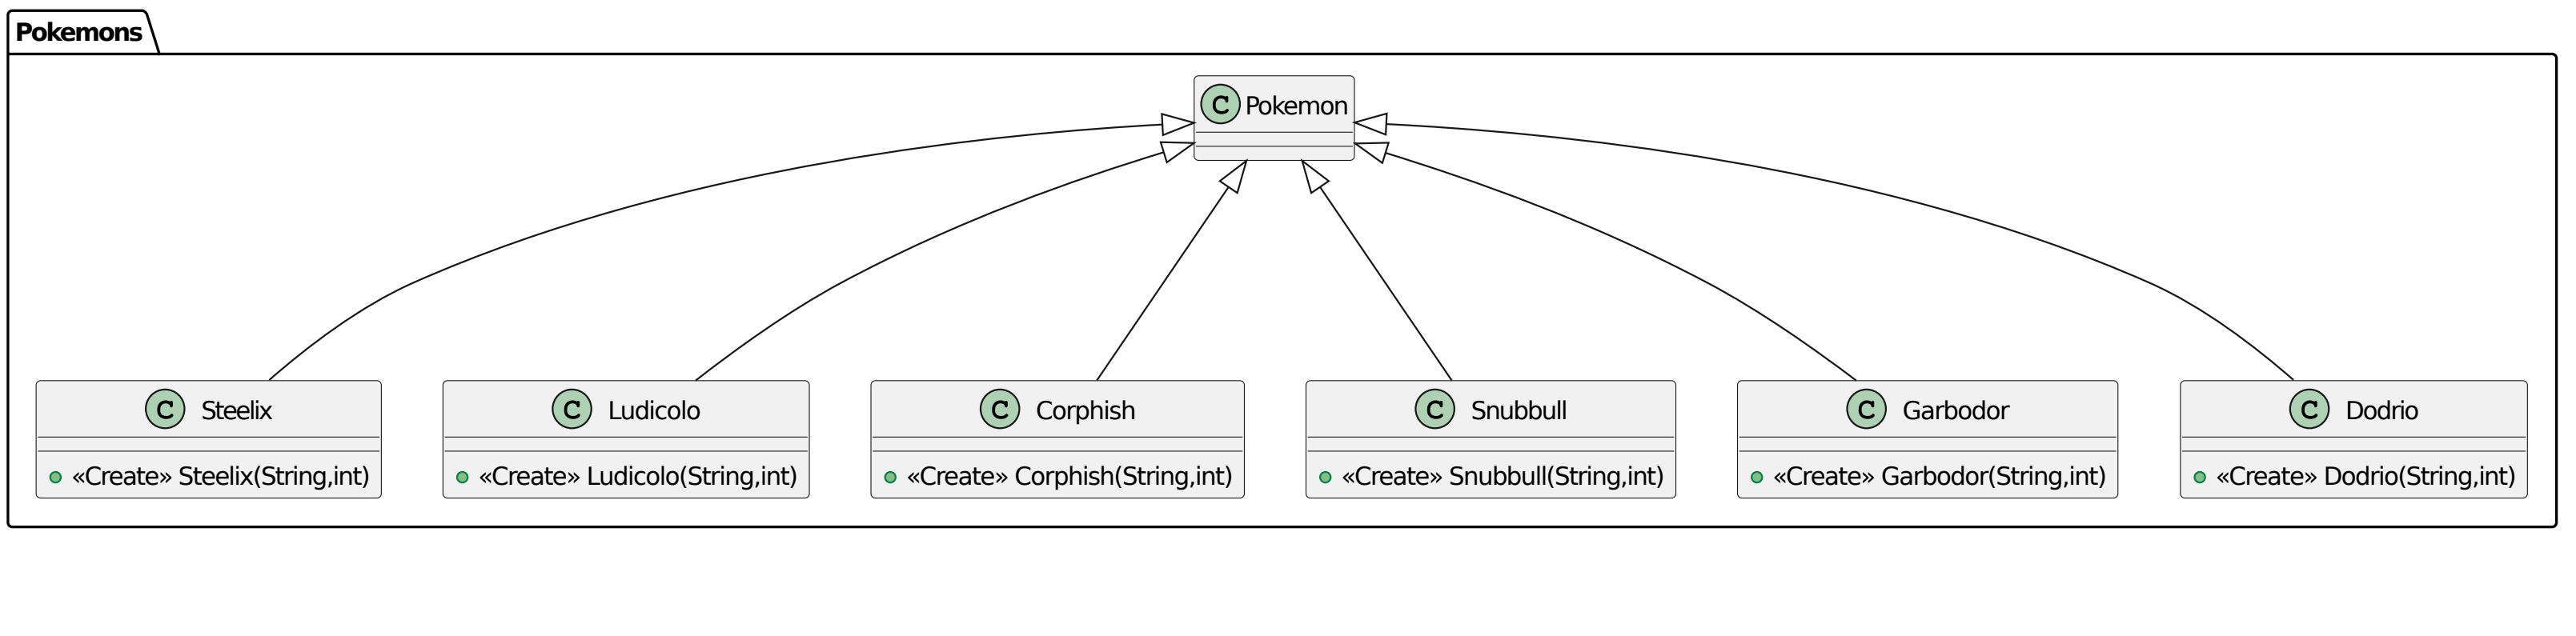 Pokemons
C Pokemon
C Steelix
C Ludicolo
C Corphish
C Snubbull
C Garbodor
C Dodrio
«Create» Steelix(String,int)
«Create» Ludicolo(String,int)
«Create» Corphish(String,int)
«Create» Snubbull(String,int)
«Create» Garbodor(String,int)
«Create» Dodrio(String,int)